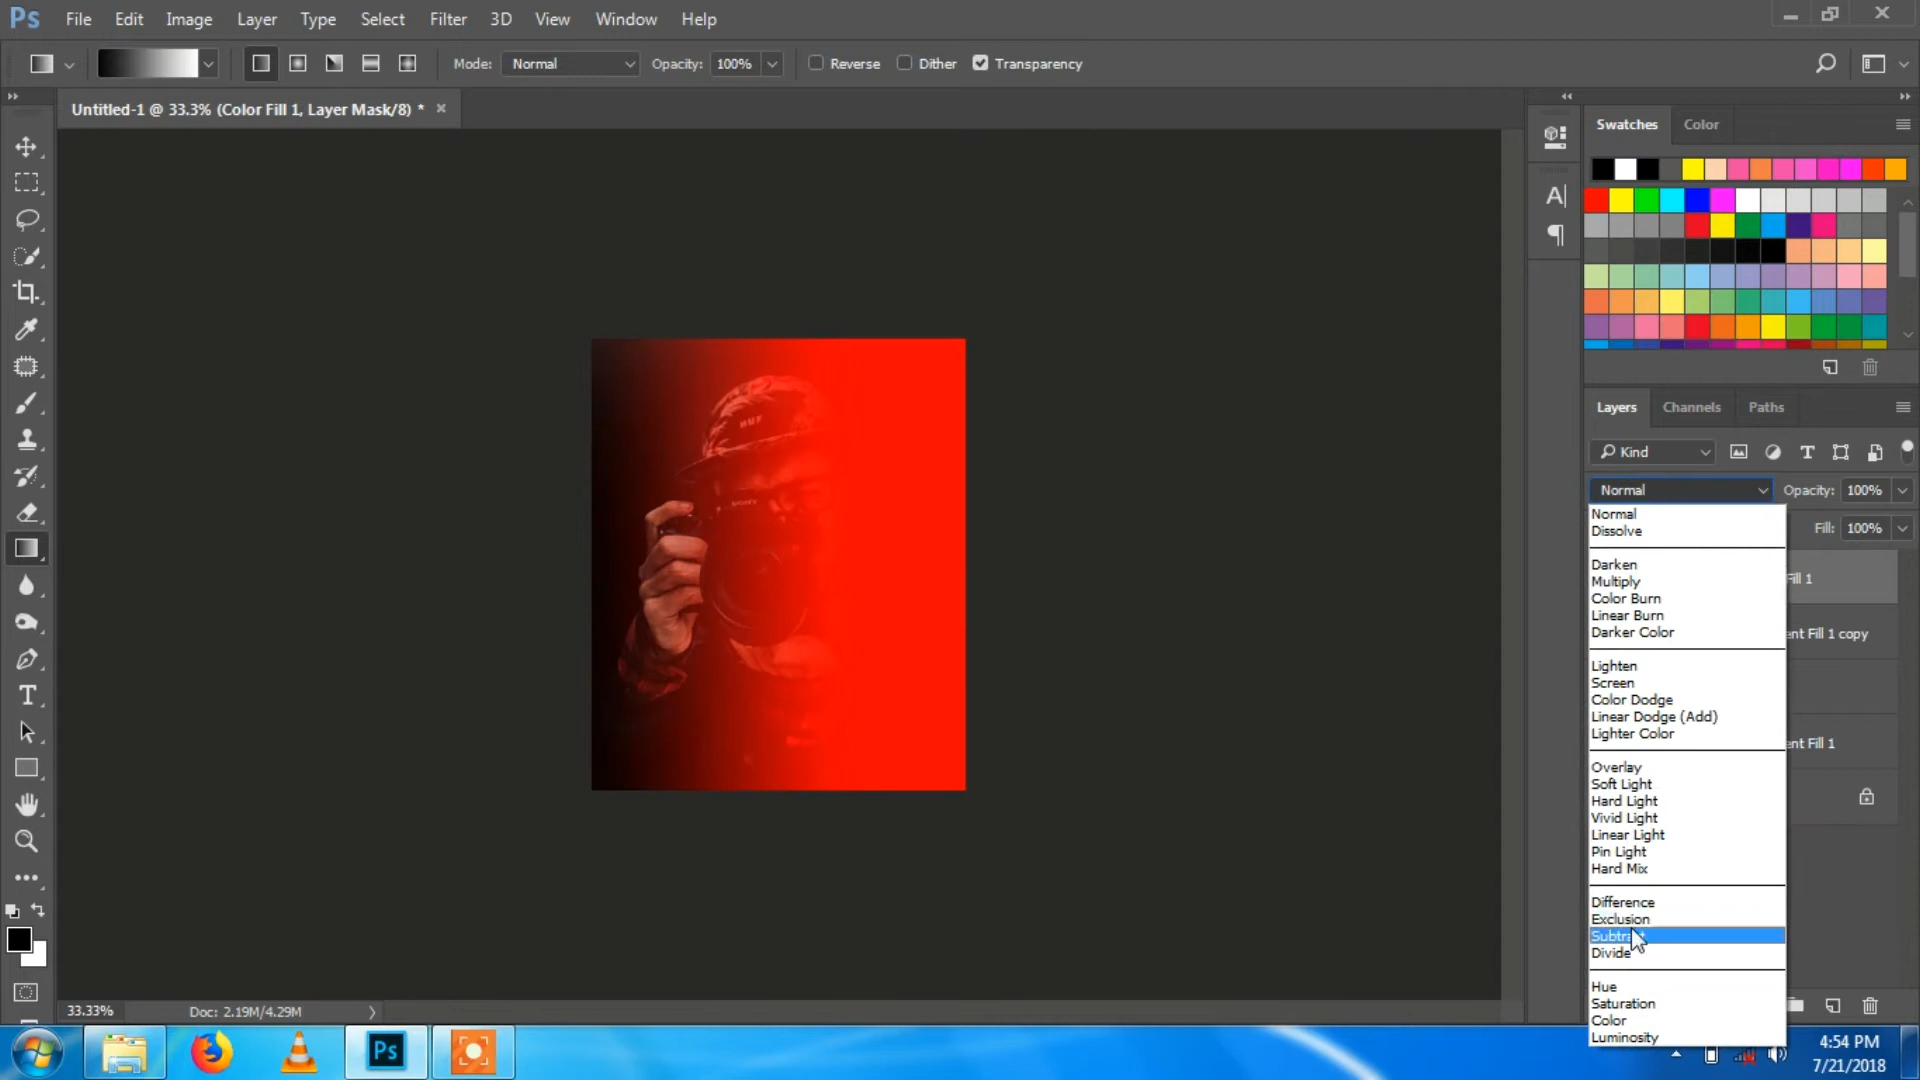 Ps File Edit Image Layer Type Select Filter 3D View Window Help
Mode: Normal Opacity: 100% Reverse Dither Transparency
Untitled-1 @ 33.3% (Color Fill 1, Layer Mask/8) *
Swatches Color
HUF
SONY
Layers Channels Paths
Kind
Normal Opacity: 100%
Fill: 100%
Normal
Dissolve
Darken
Multiply
Color Burn
Linear Burn
Darker Color
Lighten
Screen
Color Dodge
Linear Dodge (Add)
Lighter Color
Overlay
Soft Light
Hard Light
Vivid Light
Linear Light
Pin Light
Hard Mix
Difference
Exclusion
Subtract
Divide
Hue
Saturation
Color
Luminosity
Fill 1
ent Fill 1 copy
ent Fill 1
33.33% Doc: 2.19M/4.29M
Ps
4:54 PM
7/21/2018